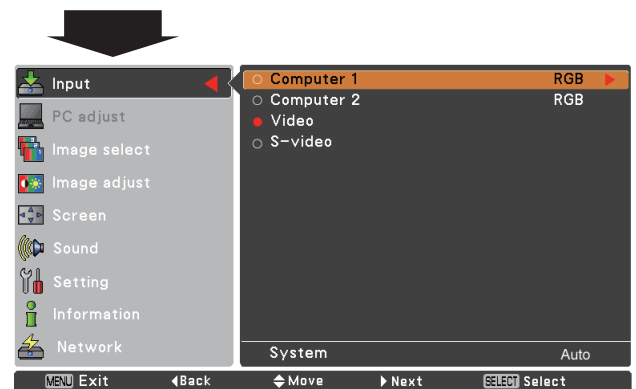 Input
PC adjust
Image select
Image adjust
Screen
Sound
Setting
Information
Network
Computer 1 RGB
Computer 2 RGB
Video
S-video
System Auto
MENU Exit Back Move Next SELECT Select